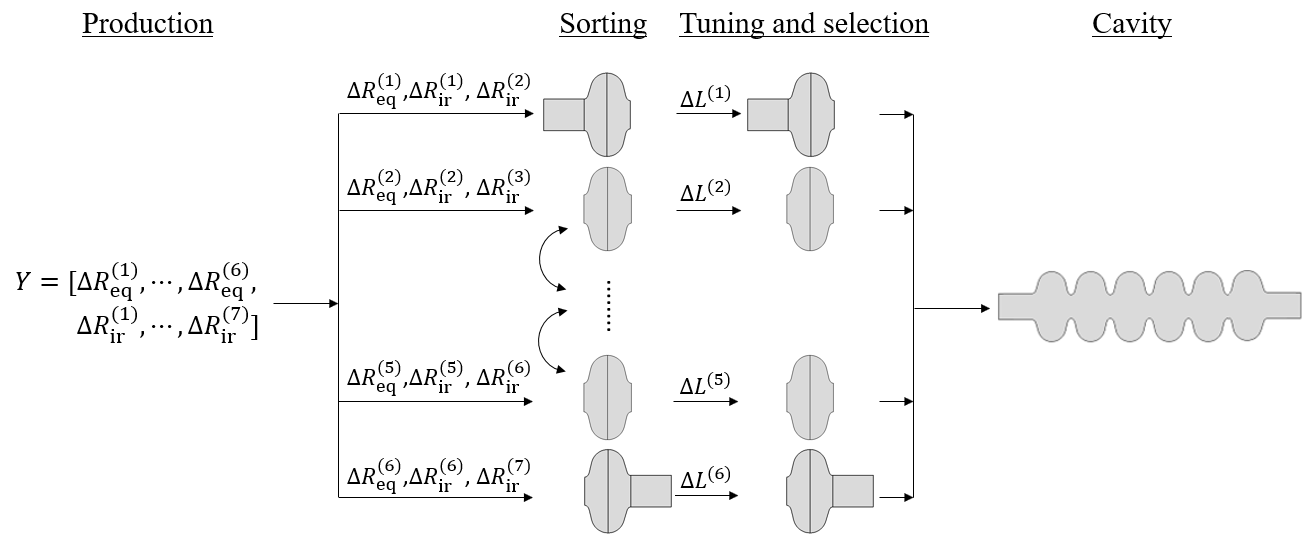 Production Sorting Tuning and selection Cavity
ΔR_eq^(1),ΔR_ir^(1), ΔR_ir^(2) ΔL^(1)
ΔR_eq^(2),ΔR_ir^(2), ΔR_ir^(3) ΔL^(2)
Y = [ΔR_eq^(1), ⋯, ΔR_eq^(6),
ΔR_ir^(1), ⋯, ΔR_ir^(7)]
ΔR_eq^(5),ΔR_ir^(5), ΔR_ir^(6) ΔL^(5)
ΔR_eq^(6),ΔR_ir^(6), ΔR_ir^(7) ΔL^(6)